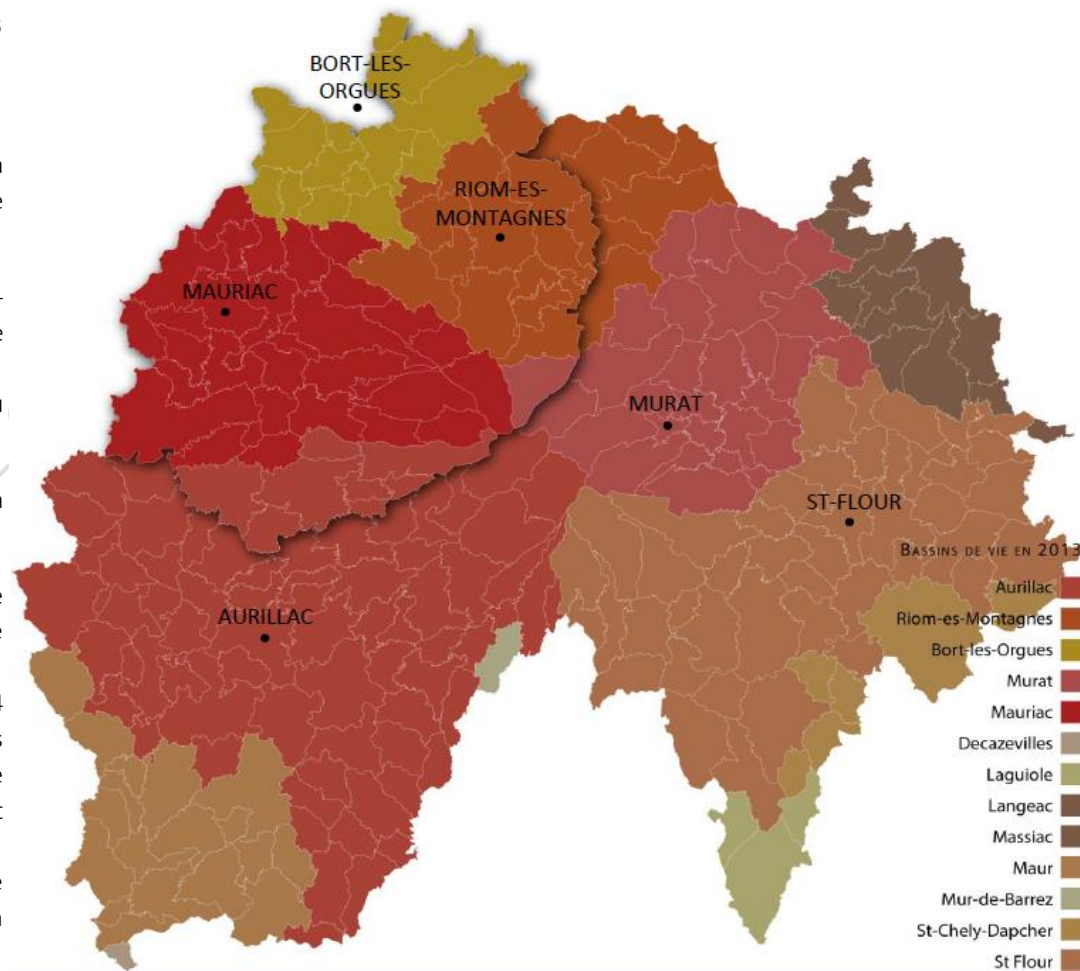 BORT-LES-
ORGUES
RIOM-ES-
MONTAGNES
MAURIAC
MURAT
ST-FLOUR
AURILLAC
BASSINS DE VIE EN 2013
Aurillac
Riom-es-Montagnes
Bort-les-Orgues
Murat
Mauriac
Decazevilles
Laguiole
Langeac
Massiac
Maur
Mur-de-Barrez
St-Chely-Dapcher
St Flour